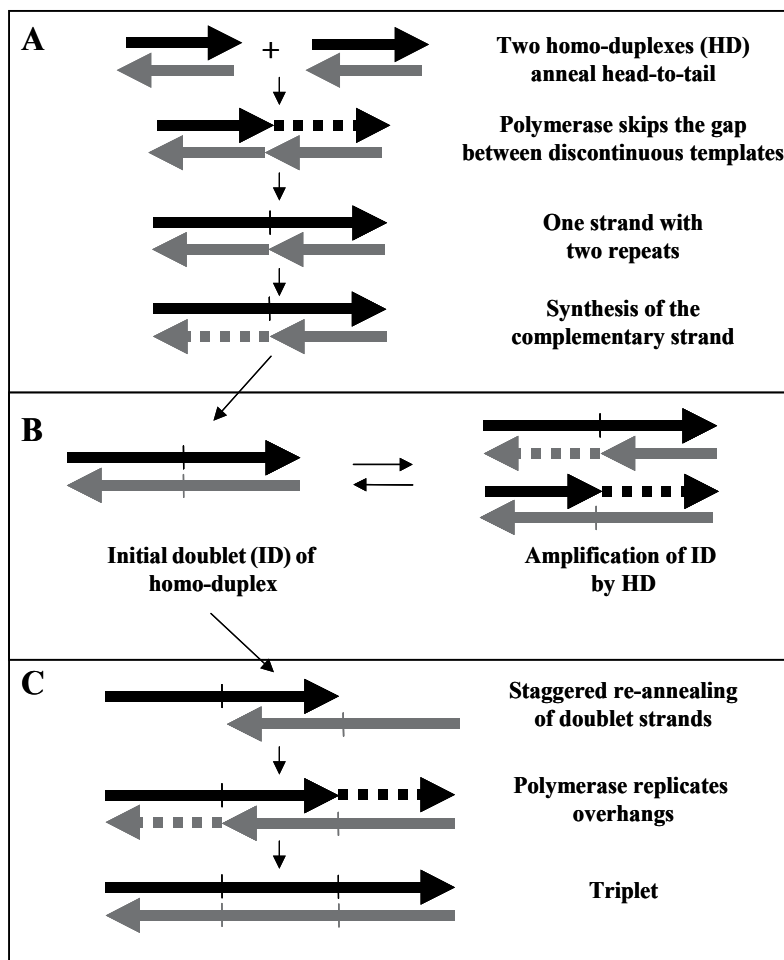 A
+
Two homo-duplexes (HD)
anneal head-to-tail
Polymerase skips the gap
between discontinuous templates
One strand with
two repeats
Synthesis of the
complementary strand
B
Initial doublet (ID) of
homo-duplex
Amplification of ID
by HD
C
Staggered re-annealing
of doublet strands
Polymerase replicates
overhangs
Triplet